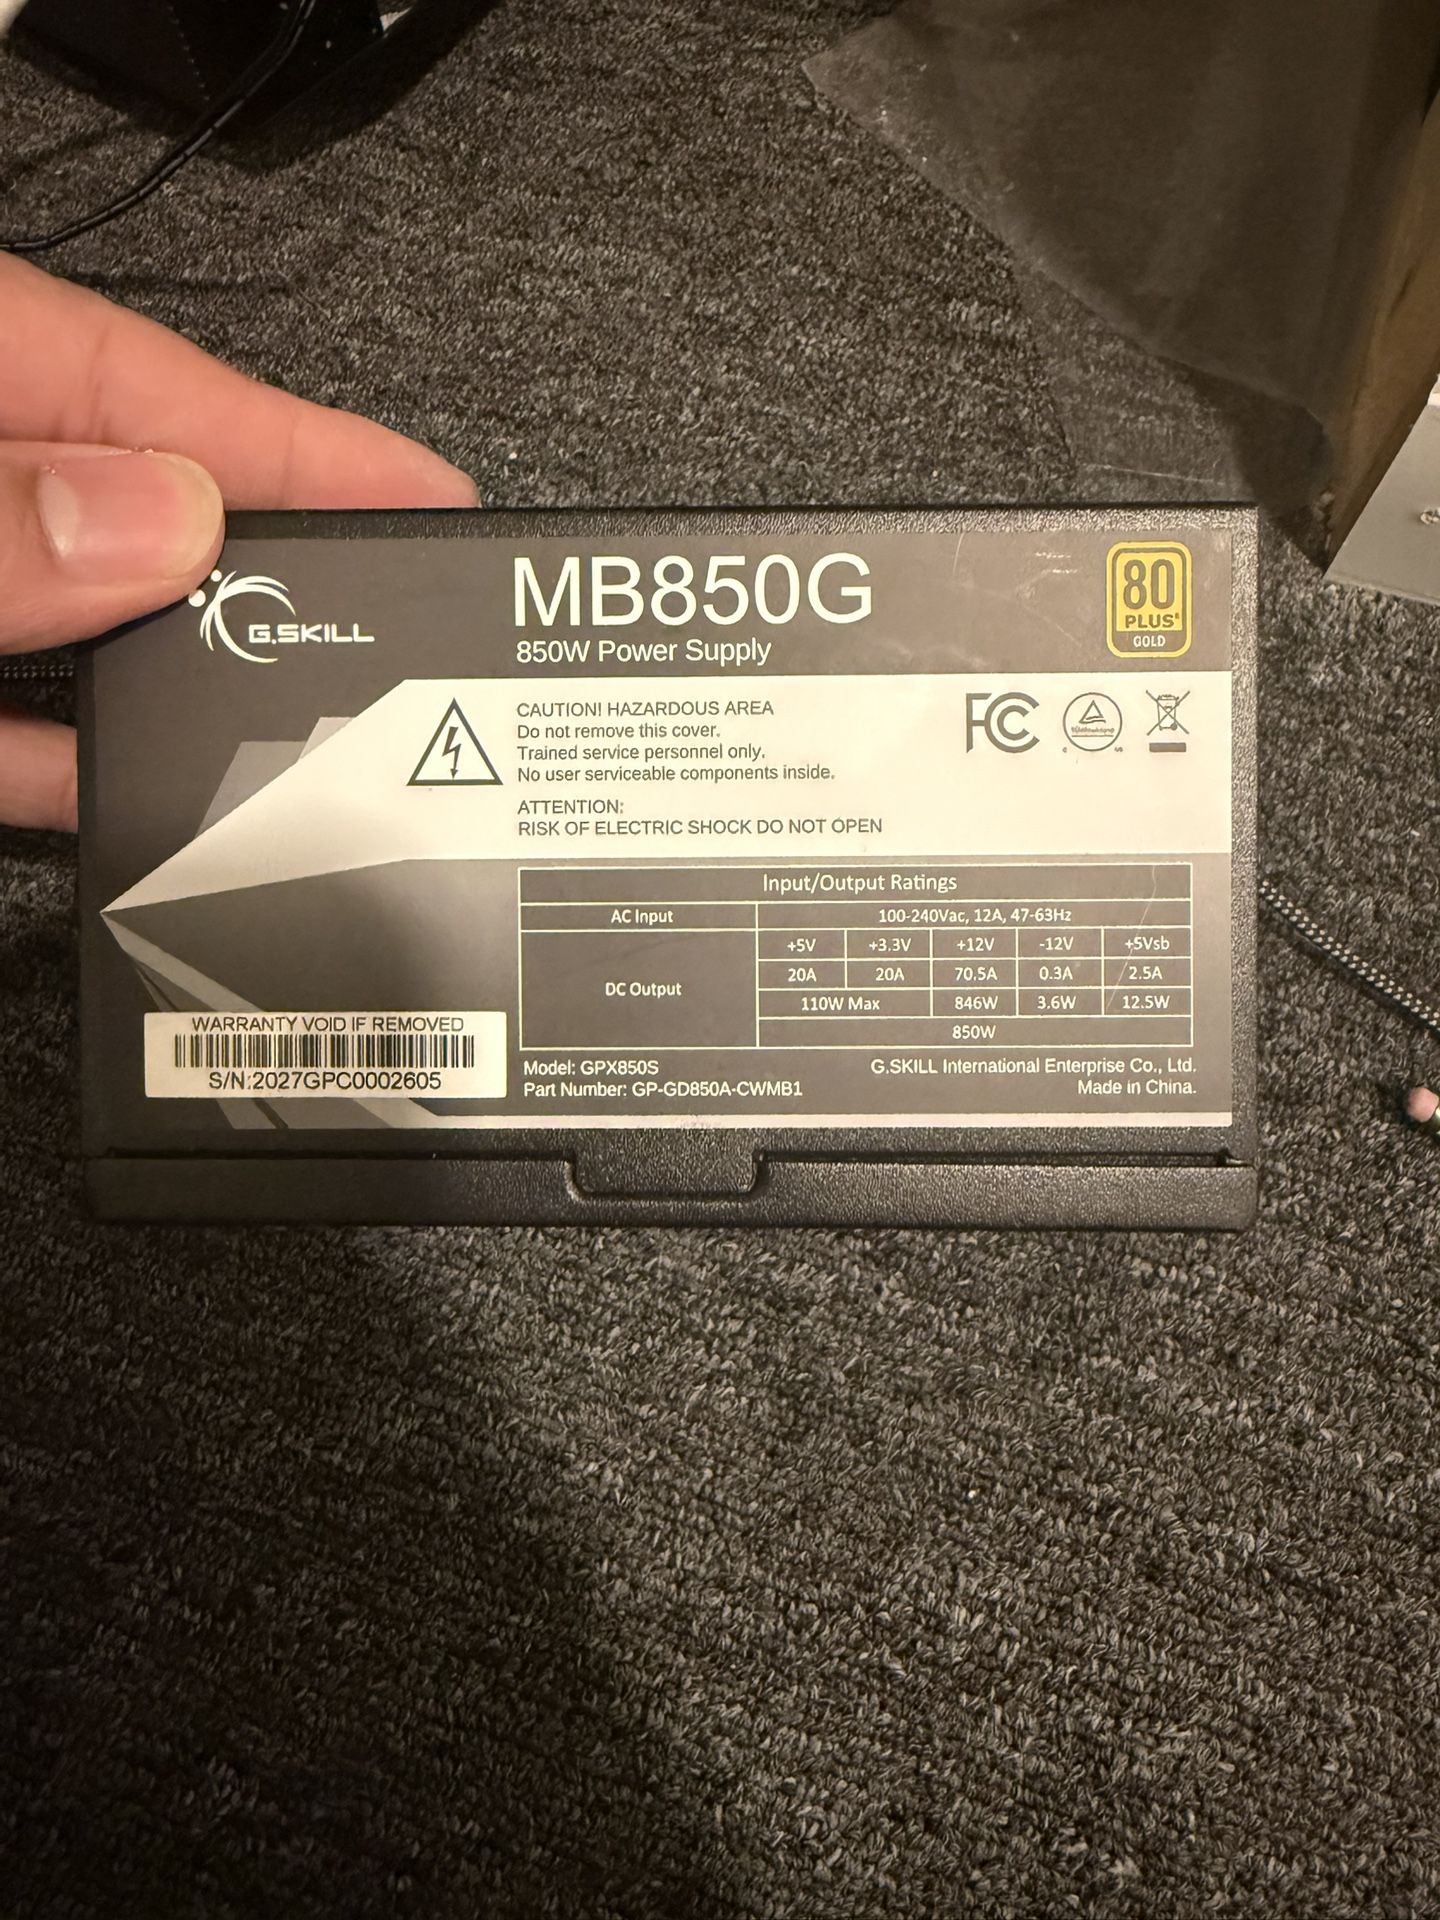 G.SKILL
MB850G
850W Power Supply
80
PLUS®
GOLD
CAUTION! HAZARDOUS AREA
Do not remove this cover.
Trained service personnel only.
No user serviceable components inside.
ATTENTION:
RISK OF ELECTRIC SHOCK DO NOT OPEN
FC
Input/Output Ratings
AC Input 100-240Vac, 12A, 47-63Hz
DC Output
+5V +3.3V +12V -12V +5Vsb
20A 20A 70.5A 0.3A 2.5A
110W Max 846W 3.6W 12.5W
850W
WARRANTY VOID IF REMOVED
S/N:2027GPC0002605
Model: GPX850S
Part Number: GP-GD850A-CWMB1
G.SKILL International Enterprise Co., Ltd.
Made in China.